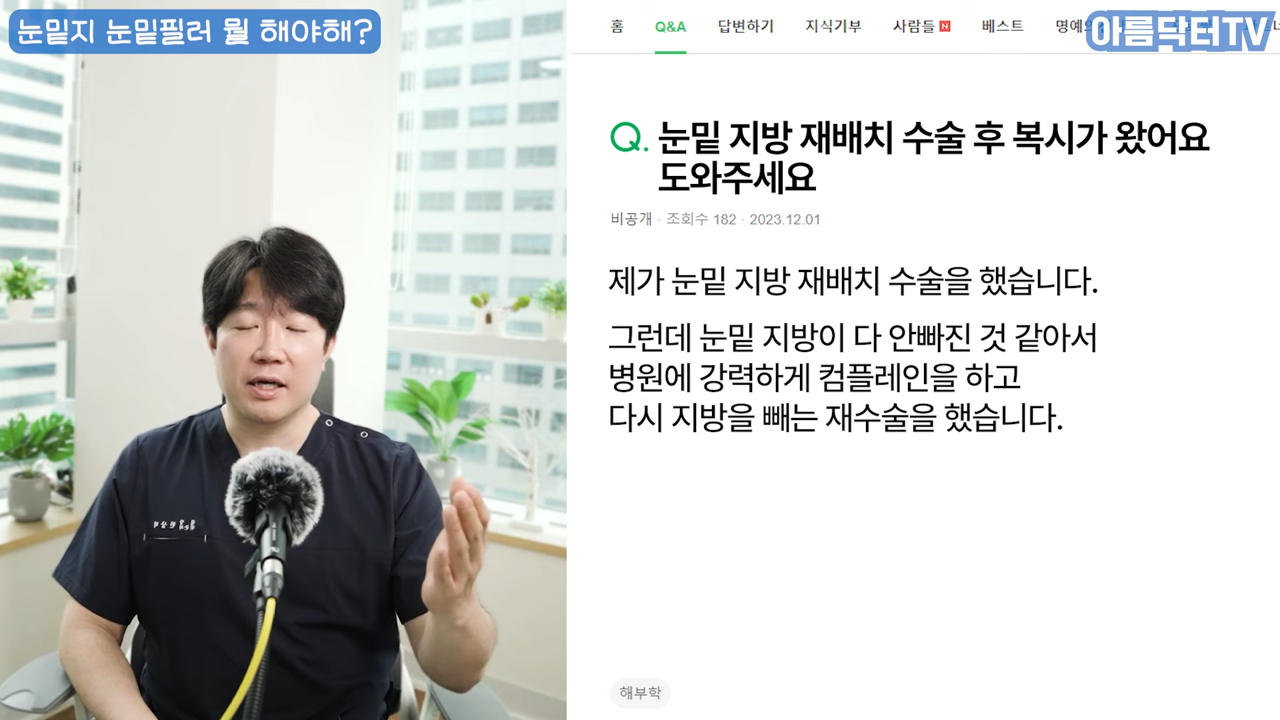 눈밑지 눈밑필러 뭘 해야해?
아름닥터TV
홈 Q&A 답변하기 지식기부 사람들 N 베스트
Q. 눈밑 지방 재배치 수술 후 복시가 왔어요
도와주세요
비공개 · 조회수 182 · 2023.12.01
제가 눈밑 지방 재배치 수술을 했습니다.
그런데 눈밑 지방이 다 안빠진 것 같아서
병원에 강력하게 컴플레인을 하고
다시 지방을 빼는 재수술을 했습니다.
해부학